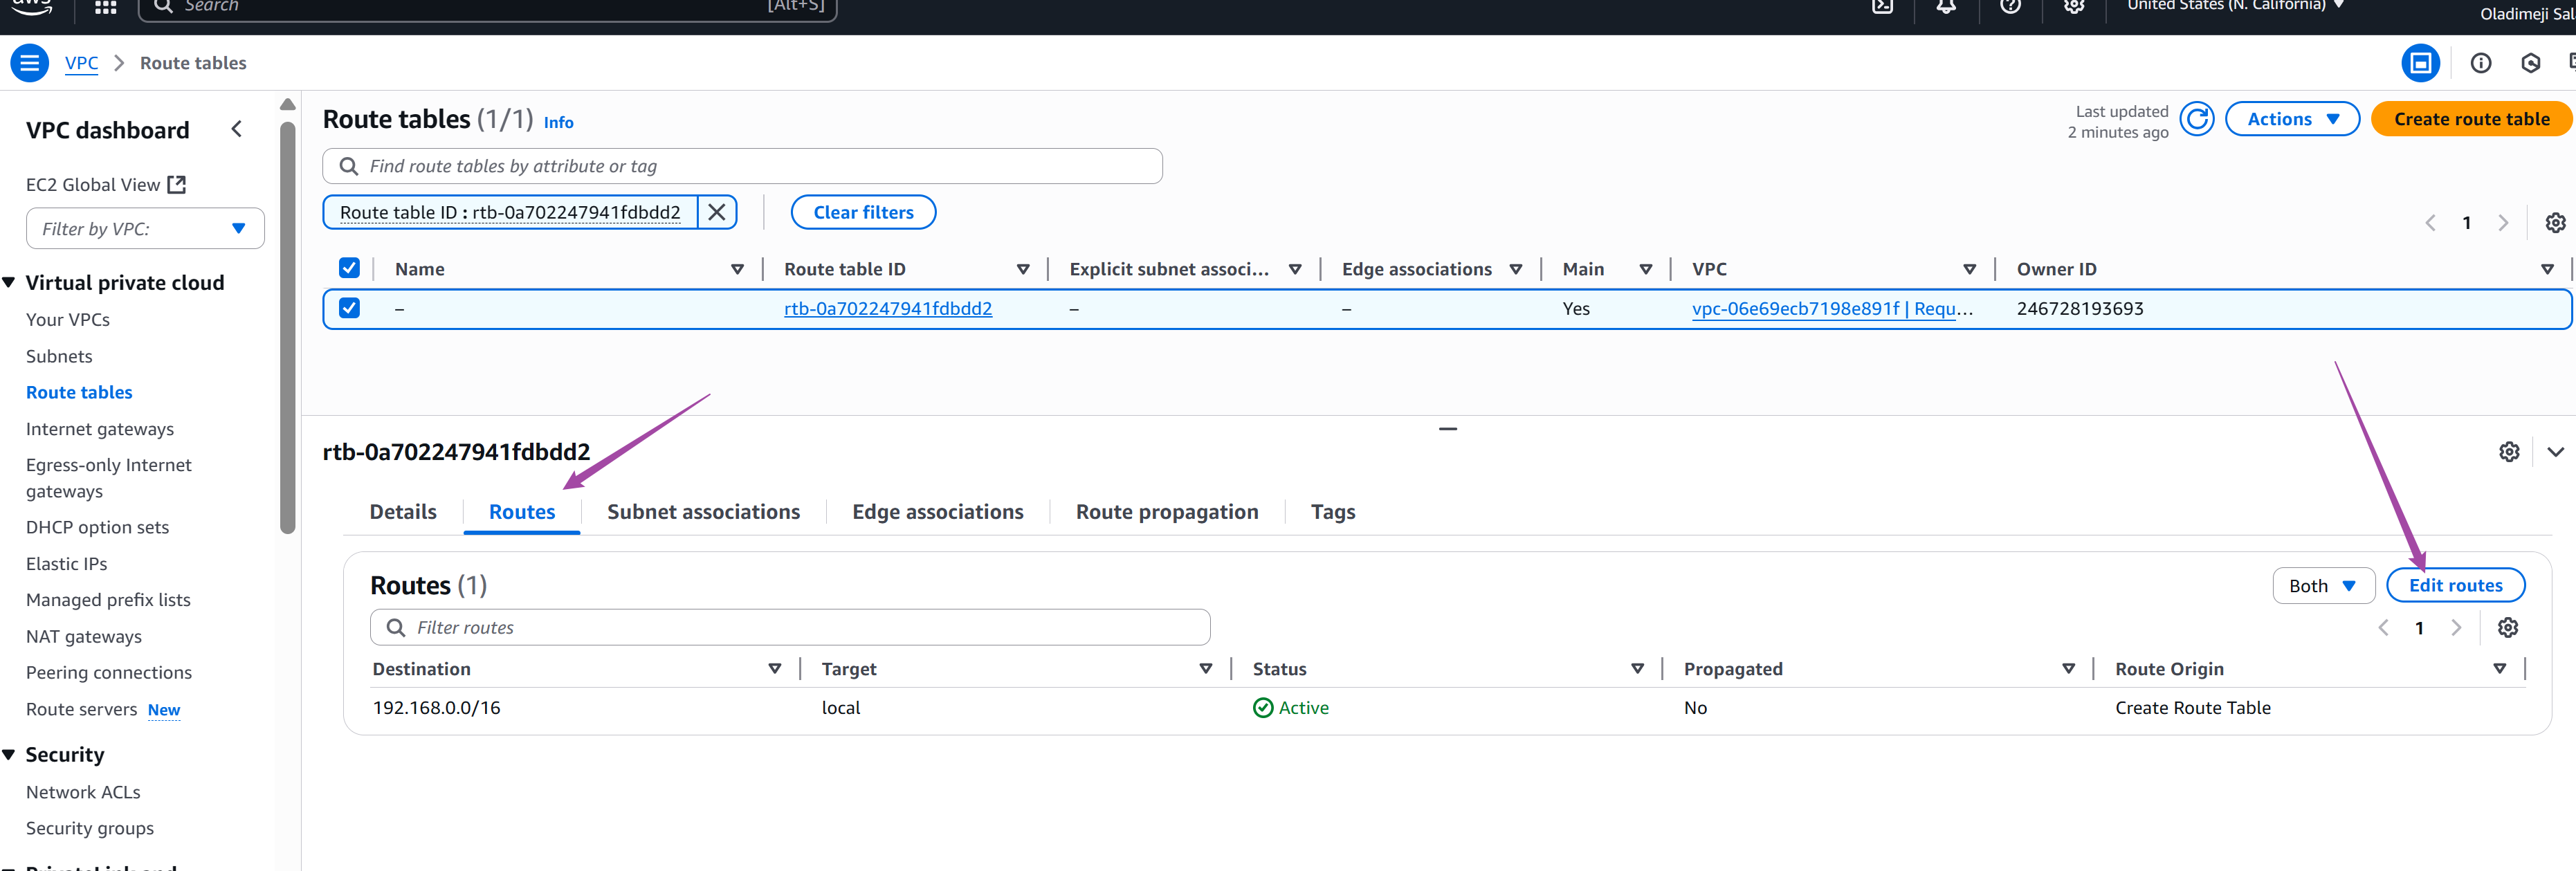 aws
Search
[Alt+S]
United States (N. California)
Oladimeji Sal
VPC
Route tables
VPC dashboard
EC2 Global View
Filter by VPC:
Virtual private cloud
Your VPCs
Subnets
Route tables
Internet gateways
Egress-only Internet
gateways
DHCP option sets
Elastic IPs
Managed prefix lists
NAT gateways
Peering connections
Route servers New
Security
Network ACLs
Security groups
PrivateLink and
Route tables (1/1) Info
Last updated
2 minutes ago
Actions
Create route table
Find route tables by attribute or tag
Route table ID : rtb-0a702247941fdbdd2
Clear filters
1
Name Route table ID Explicit subnet associ... Edge associations Main VPC Owner ID
– rtb-0a702247941fdbdd2 – – Yes vpc-06e69ecb7198e891f | Requ... 246728193693
rtb-0a702247941fdbdd2
Details Routes Subnet associations Edge associations Route propagation Tags
Routes (1)
Both
Edit routes
Filter routes
1
Destination Target Status Propagated Route Origin
192.168.0.0/16 local Active No Create Route Table